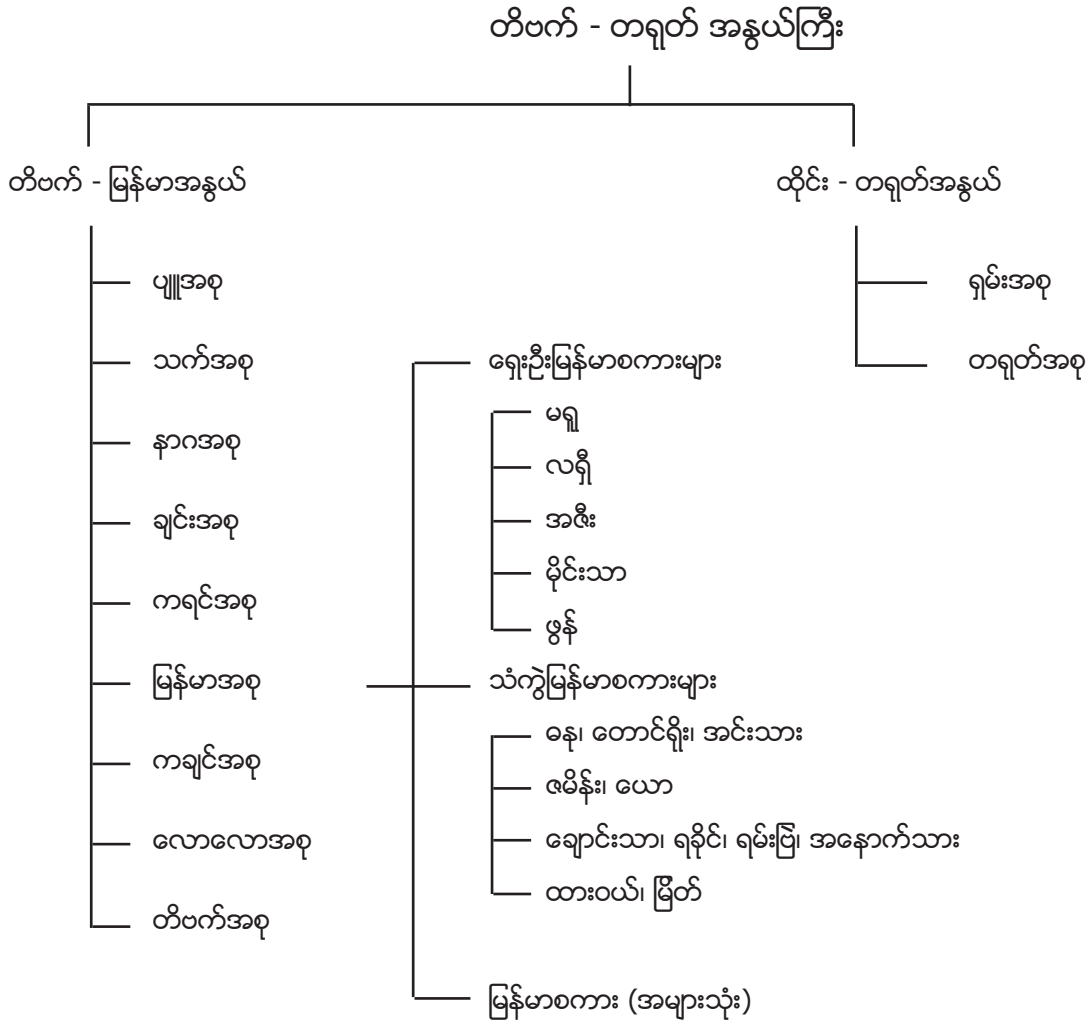 တိဗက် - တရုတ် အနွယ်ကြီး
တိဗက် - မြန်မာအနွယ်
ပျူအစု
သက်အစု
နာဂအစု
ချင်းအစု
ကရင်အစု
မြန်မာအစု
ကချင်အစု
လောလောအစု
တိဗက်အစု
ရှေးဦးမြန်မာစကားများ
မရူ
လရှီ
အဇီး
မိုင်းသာ
ဖွန်
သံကွဲမြန်မာစကားများ
ဓနု၊ တောင်ရိုး၊ အင်းသား
ဇမိန်း၊ ယော
ချောင်းသာ၊ ရခိုင်၊ ရမ်းဗြဲ၊ အနောက်သား
ထားဝယ်၊ မြိတ်
မြန်မာစကား (အများသုံး)
ထိုင်း - တရုတ်အနွယ်
ရှမ်းအစု
တရုတ်အစု